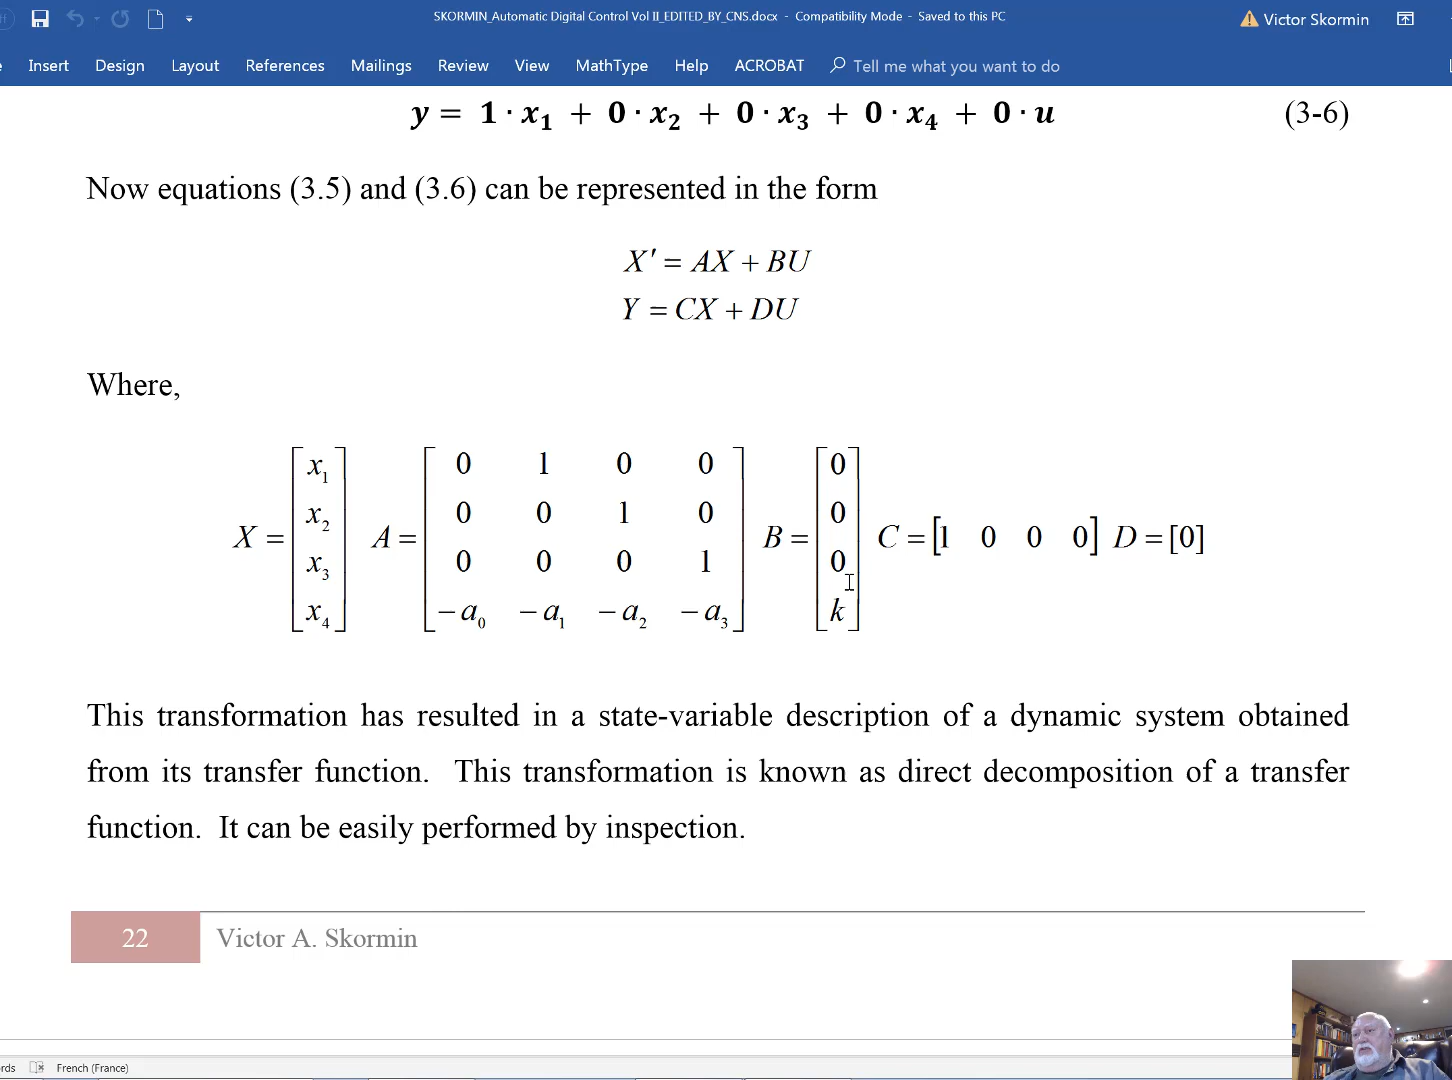 SKORMIN_Automatic Digital Control Vol II_EDITED_BY_CNS.docx - Compatibility Mode - Saved to this PC
Victor Skormin
Insert Design Layout References Mailings Review View MathType Help ACROBAT Tell me what you want to do
y = 1 · x₁ + 0 · x₂ + 0 · x₃ + 0 · x₄ + 0 · u (3-6)
Now equations (3.5) and (3.6) can be represented in the form
X′ = AX + BU
Y = CX + DU
Where,
X = [x₁ x₂ x₃ x₄] A = [0 1 0 0 0 0 1 0 0 0 0 1 −a₀ −a₁ −a₂ −a₃] B = [0 0 0 k] C = [1 0 0 0] D = [0]
This transformation has resulted in a state-variable description of a dynamic system obtained
from its transfer function. This transformation is known as direct decomposition of a transfer
function. It can be easily performed by inspection.
22 Victor A. Skormin
French (France)